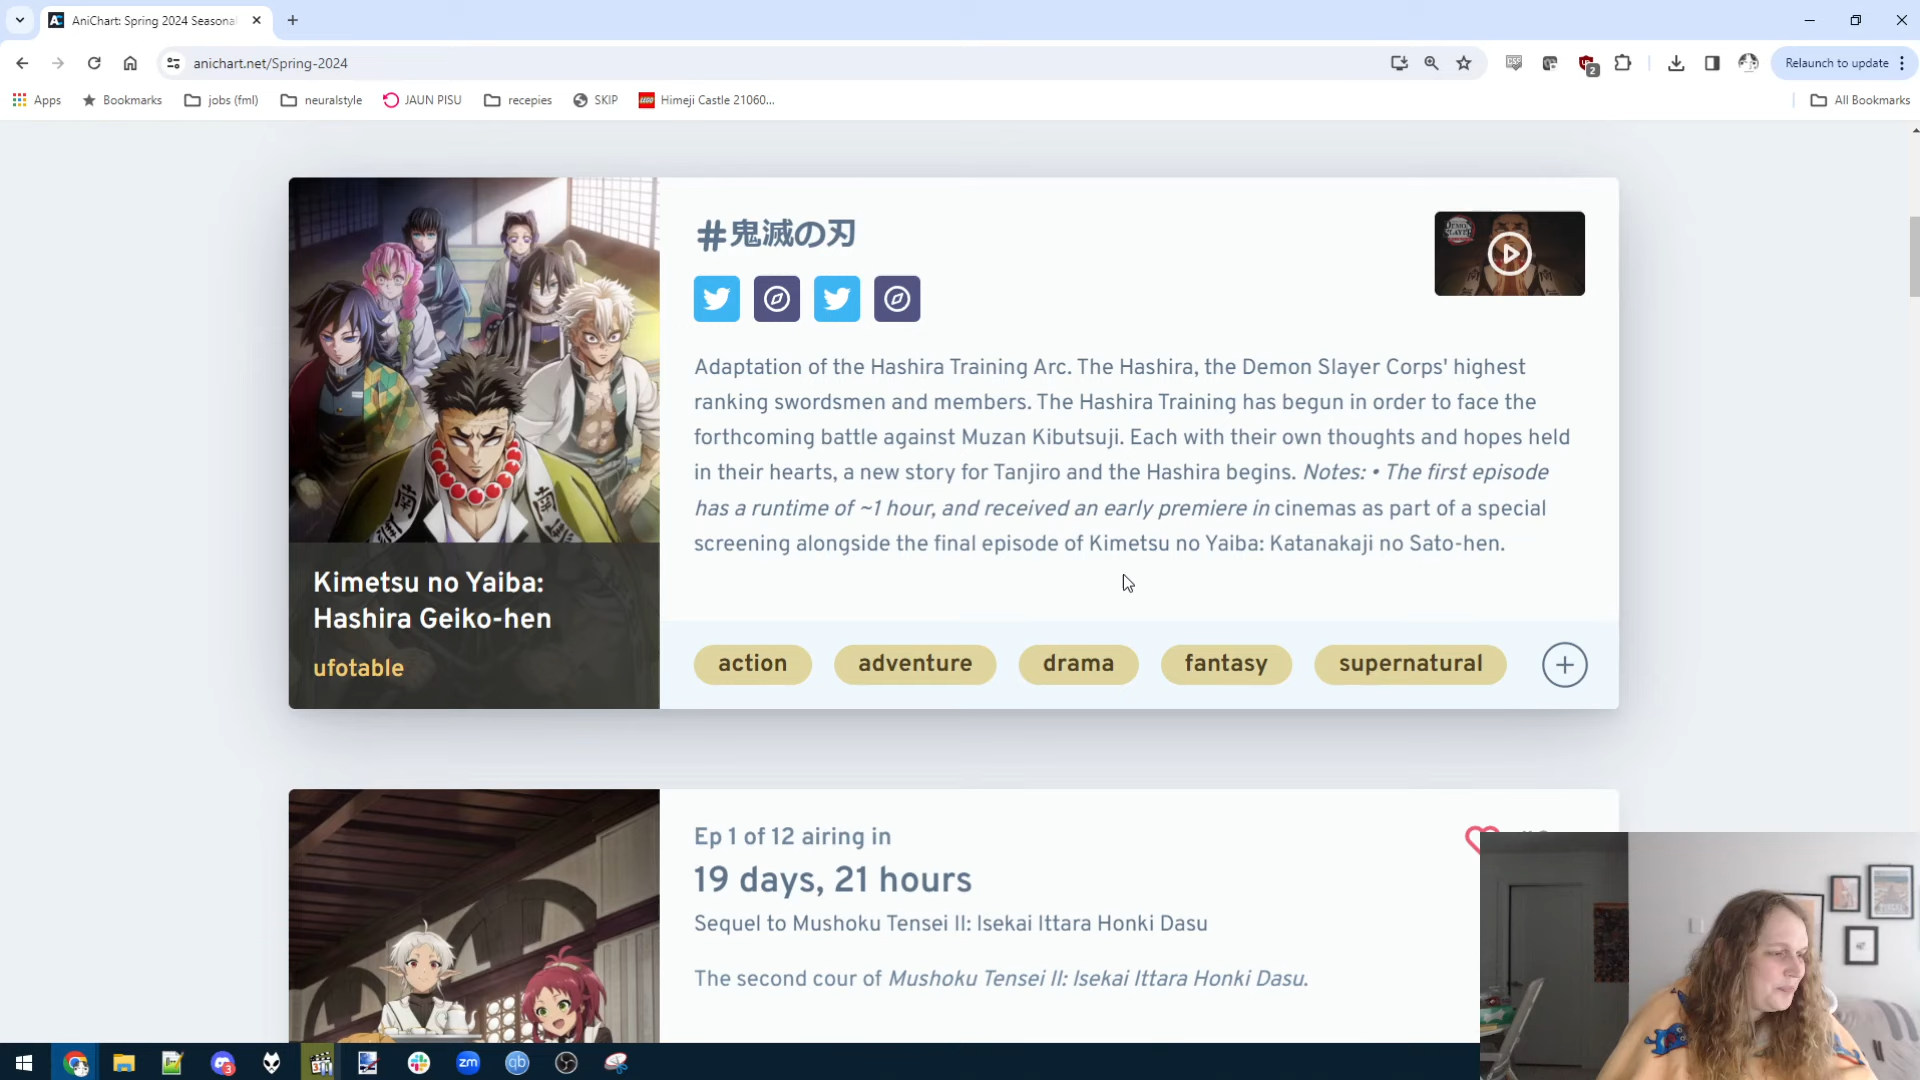 AniChart: Spring 2024 Seasonal
anichart.net/Spring-2024
2
Relaunch to update
Apps
Bookmarks
jobs (fml)
neuralstyle
JAUN PISU
recepies
SKIP
Himeji Castle 21060...
All Bookmarks
#鬼滅の刃
Adaptation of the Hashira Training Arc. The Hashira, the Demon Slayer Corps' highest
ranking swordsmen and members. The Hashira Training has begun in order to face the
forthcoming battle against Muzan Kibutsuji. Each with their own thoughts and hopes held
in their hearts, a new story for Tanjiro and the Hashira begins. Notes: • The first episode
has a runtime of ~1 hour, and received an early premiere in cinemas as part of a special
screening alongside the final episode of Kimetsu no Yaiba: Katanakaji no Sato-hen.
Kimetsu no Yaiba:
Hashira Geiko-hen
ufotable
action
adventure
drama
fantasy
supernatural
Ep 1 of 12 airing in
19 days, 21 hours
Sequel to Mushoku Tensei II: Isekai Ittara Honki Dasu
The second cour of Mushoku Tensei II: Isekai Ittara Honki Dasu.
3
zm
qb